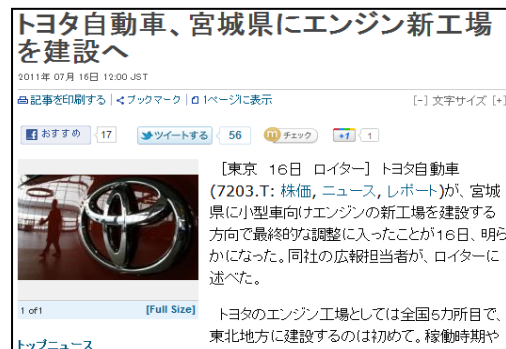 トヨタ自動車、宮城県にエンジン新工場
を建設へ
2011年 07月 16日 12:00 JST
記事を印刷する | ブックマーク | 1ページに表示 [-] 文字サイズ [+]
おすすめ 17 ツイートする 56 チェック +1 1
[東京 16日 ロイター] トヨタ自動車
(7203.T: 株価, ニュース, レポート)が、宮城
県に小型車向けエンジンの新工場を建設する
方向で最終的な調整に入ったことが16日、明ら
かになった。同社の広報担当者が、ロイターに
述べた。
1 of1 [Full Size]
トヨタのエンジン工場としては全国5カ所目で、
東北地方に建設するのは初めて。稼働時期や
トップニュース